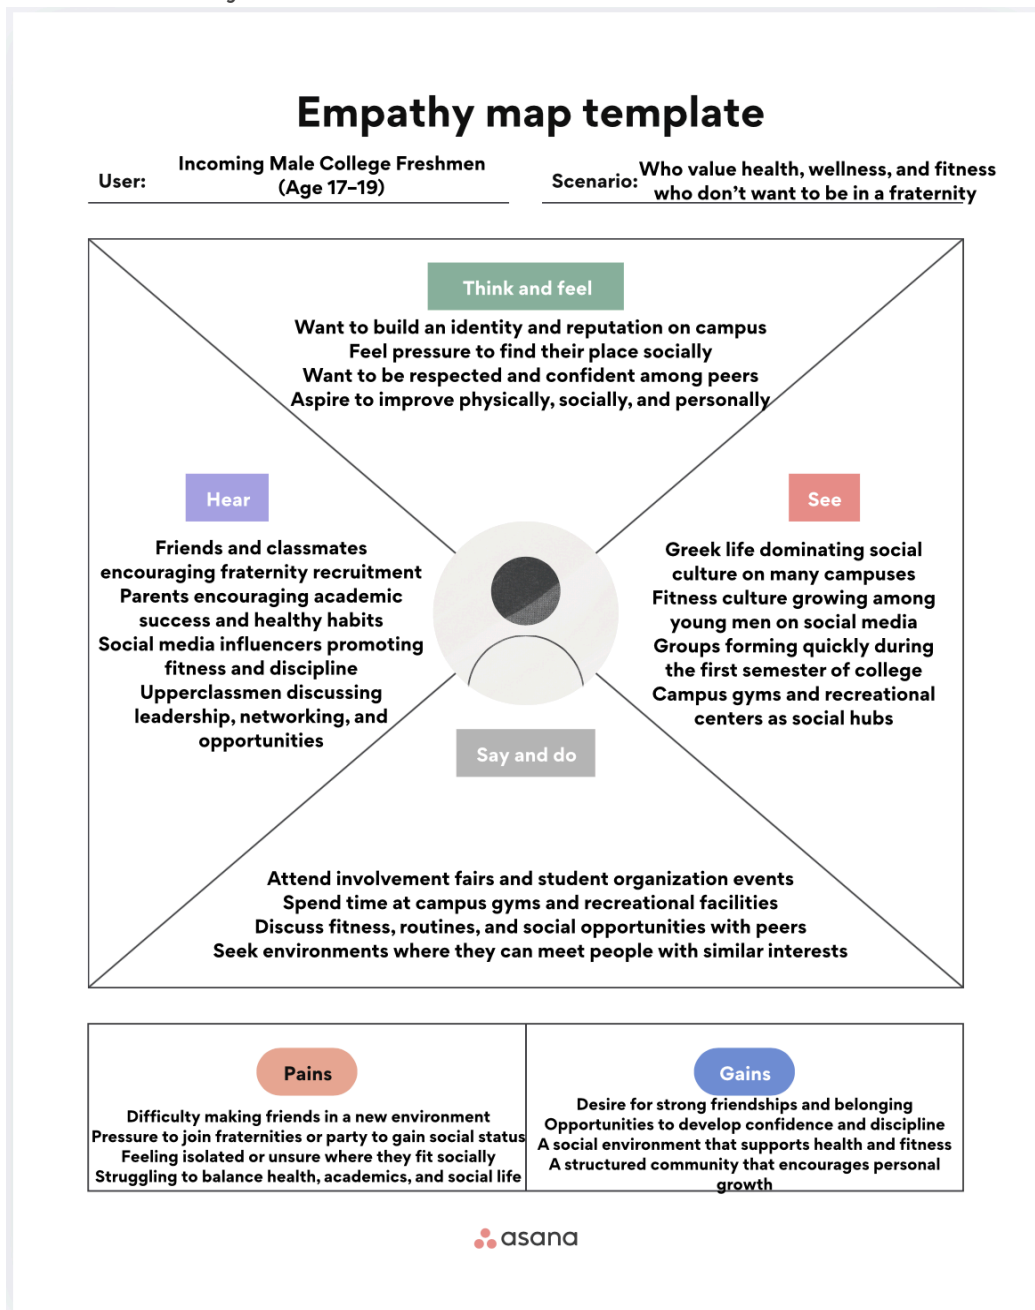 Empathy map template
User:
Incoming Male College Freshmen
(Age 17–19)
Scenario:
Who value health, wellness, and fitness
who don't want to be in a fraternity
Think and feel
Want to build an identity and reputation on campus
Feel pressure to find their place socially
Want to be respected and confident among peers
Aspire to improve physically, socially, and personally
Hear
Friends and classmates
encouraging fraternity recruitment
Parents encouraging academic
success and healthy habits
Social media influencers promoting
fitness and discipline
Upperclassmen discussing
leadership, networking, and
opportunities
See
Greek life dominating social
culture on many campuses
Fitness culture growing among
young men on social media
Groups forming quickly during
the first semester of college
Campus gyms and recreational
centers as social hubs
Say and do
Attend involvement fairs and student organization events
Spend time at campus gyms and recreational facilities
Discuss fitness, routines, and social opportunities with peers
Seek environments where they can meet people with similar interests
Pains
Difficulty making friends in a new environment
Pressure to join fraternities or party to gain social status
Feeling isolated or unsure where they fit socially
Struggling to balance health, academics, and social life
Gains
Desire for strong friendships and belonging
Opportunities to develop confidence and discipline
A social environment that supports health and fitness
A structured community that encourages personal
growth
asana